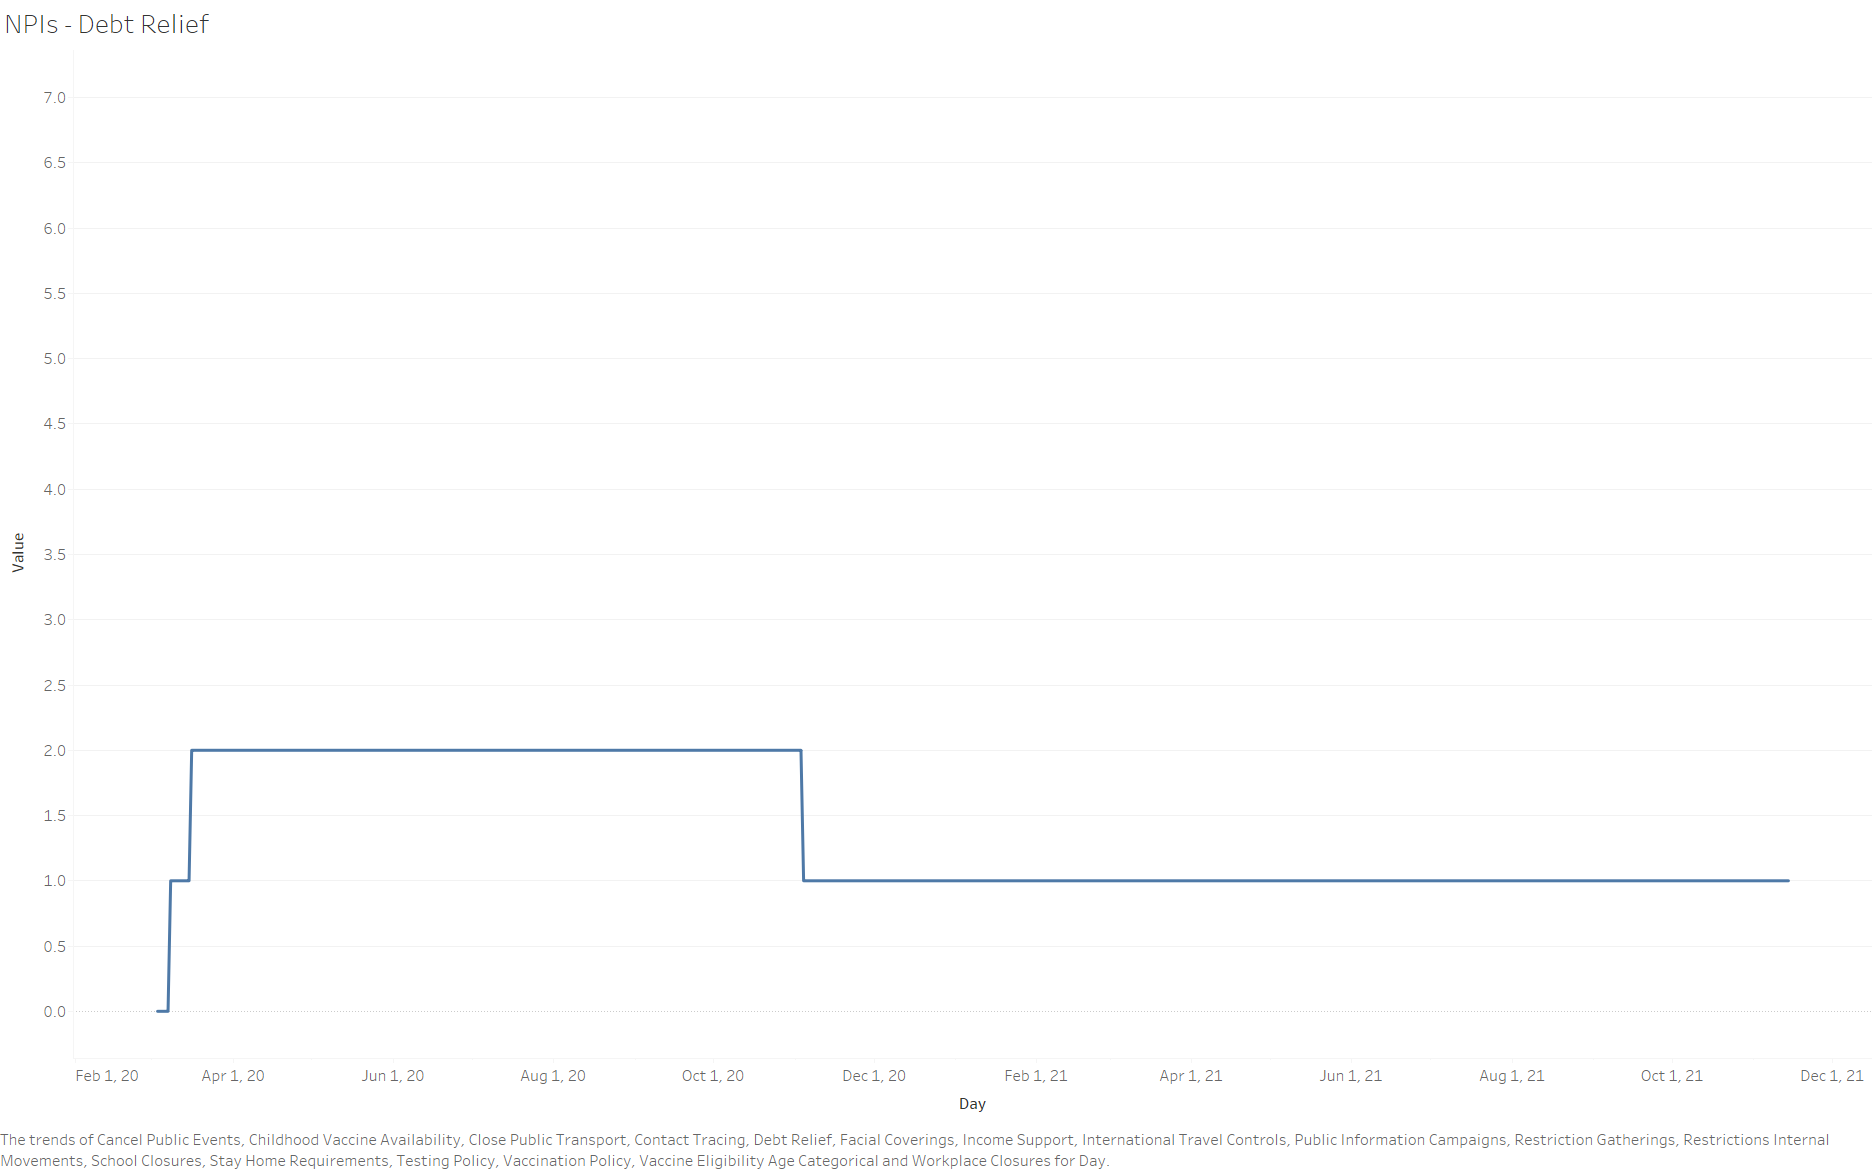 NPIs - Debt Relief
7.0
6.5
6.0
5.5
5.0
4.5
4.0
3.5
3.0
2.5
2.0
1.5
1.0
0.5
0.0
Value
Feb 1, 20 Apr 1, 20 Jun 1, 20 Aug 1, 20 Oct 1, 20 Dec 1, 20 Feb 1, 21 Apr 1, 21 Jun 1, 21 Aug 1, 21 Oct 1, 21 Dec 1, 21
Day
The trends of Cancel Public Events, Childhood Vaccine Availability, Close Public Transport, Contact Tracing, Debt Relief, Facial Coverings, Income Support, International Travel Controls, Public Information Campaigns, Restriction Gatherings, Restrictions Internal
Movements, School Closures, Stay Home Requirements, Testing Policy, Vaccination Policy, Vaccine Eligibility Age Categorical and Workplace Closures for Day.